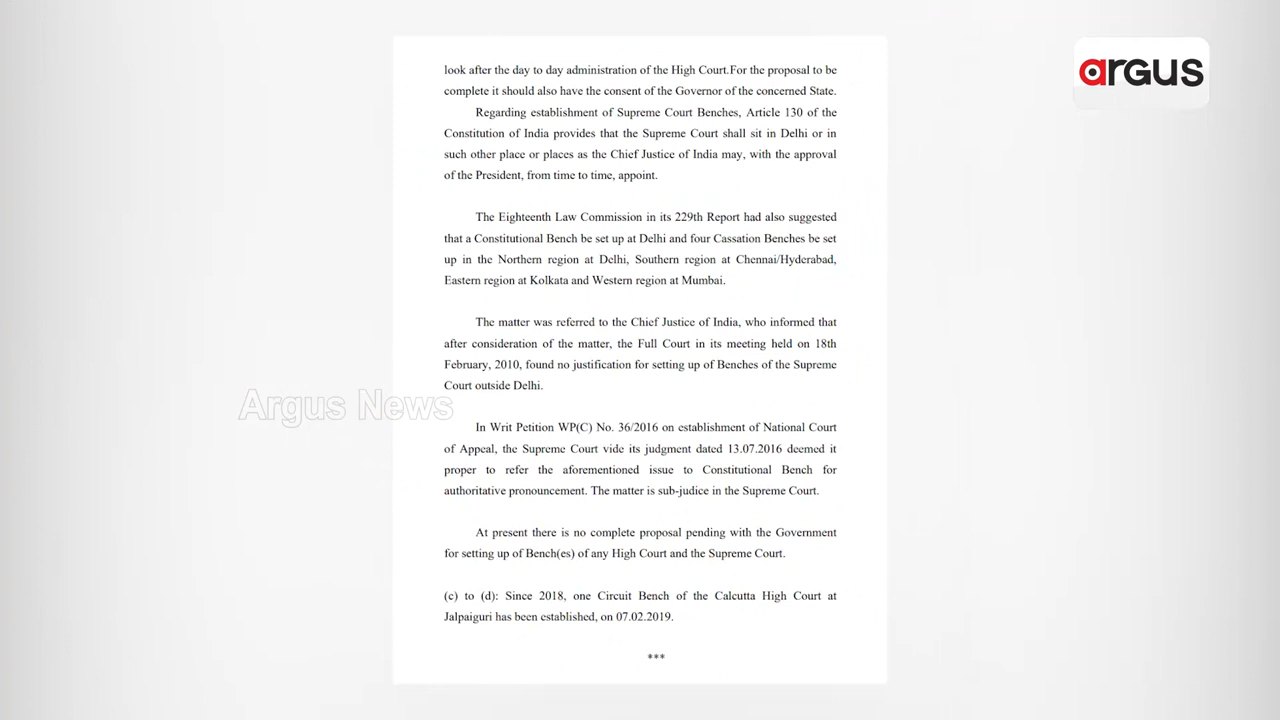 argus
look after the day to day administration of the High Court.For the proposal to be
complete it should also have the consent of the Governor of the concerned State.
Regarding establishment of Supreme Court Benches, Article 130 of the
Constitution of India provides that the Supreme Court shall sit in Delhi or in
such other place or places as the Chief Justice of India may, with the approval
of the President, from time to time, appoint.
The Eighteenth Law Commission in its 229th Report had also suggested
that a Constitutional Bench be set up at Delhi and four Cassation Benches be set
up in the Northern region at Delhi, Southern region at Chennai/Hyderabad,
Eastern region at Kolkata and Western region at Mumbai.
The matter was referred to the Chief Justice of India, who informed that
after consideration of the matter, the Full Court in its meeting held on 18th
February, 2010, found no justification for setting up of Benches of the Supreme
Court outside Delhi.
Argus News
In Writ Petition WP(C) No. 36/2016 on establishment of National Court
of Appeal, the Supreme Court vide its judgment dated 13.07.2016 deemed it
proper to refer the aforementioned issue to Constitutional Bench for
authoritative pronouncement. The matter is sub-judice in the Supreme Court.
At present there is no complete proposal pending with the Government
for setting up of Bench(es) of any High Court and the Supreme Court.
(c) to (d): Since 2018, one Circuit Bench of the Calcutta High Court at
Jalpaiguri has been established, on 07.02.2019.
***